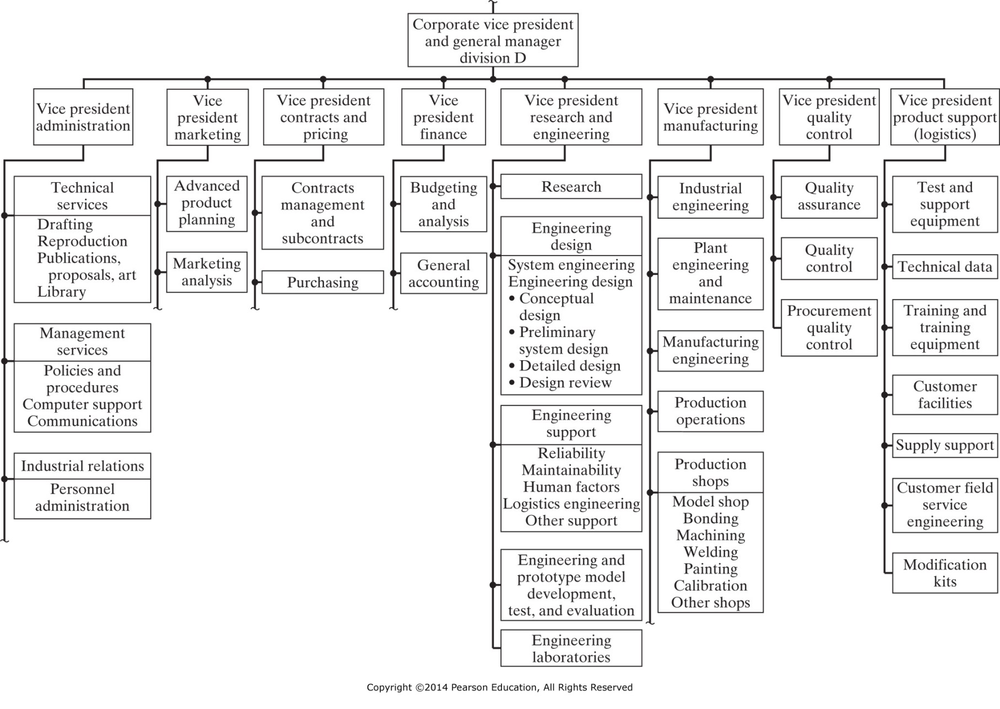 Corporate vice president
and general manager
division D
Vice president
administration
Vice
president
marketing
Vice president
contracts and
pricing
Vice
president
finance
Vice president
research and
engineering
Vice president
manufacturing
Vice president
quality
control
Vice president
product support
(logistics)
Technical
services
Drafting
Reproduction
Publications,
proposals, art
Library
Management
services
Policies and
procedures
Computer support
Communications
Industrial relations
Personnel
administration
Advanced
product
planning
Marketing
analysis
Contracts
management
and
subcontracts
Purchasing
Budgeting
and
analysis
General
accounting
Research
Engineering
design
System engineering
Engineering design
• Conceptual
design
• Preliminary
system design
• Detailed design
• Design review
Engineering
support
Reliability
Maintainability
Human factors
Logistics engineering
Other support
Engineering and
prototype model
development,
test, and evaluation
Engineering
laboratories
Industrial
engineering
Plant
engineering
and
maintenance
Manufacturing
engineering
Production
operations
Production
shops
Model shop
Bonding
Machining
Welding
Painting
Calibration
Other shops
Quality
assurance
Quality
control
Procurement
quality
control
Test and
support
equipment
Technical data
Training and
training
equipment
Customer
facilities
Supply support
Customer field
service
engineering
Modification
kits
Copyright ©2014 Pearson Education, All Rights Reserved